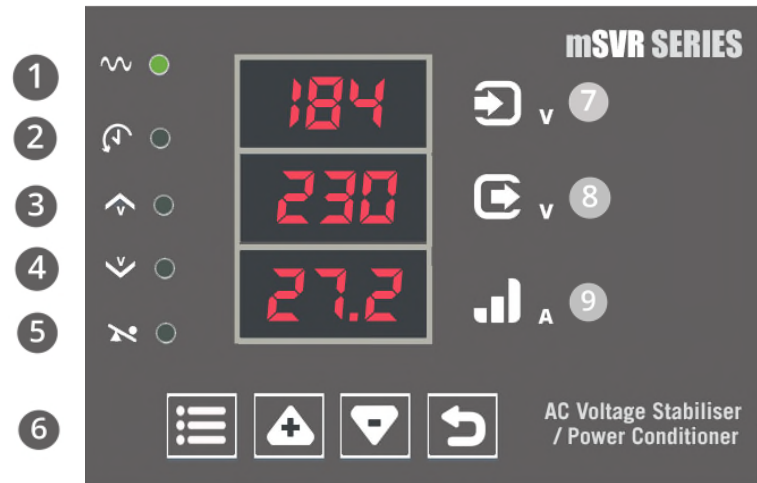 mSVR SERIES
1
184
V 7
2
V
3
230
V 8
V
4
27.2
A 9
5
6
+
-
AC Voltage Stabiliser
/ Power Conditioner